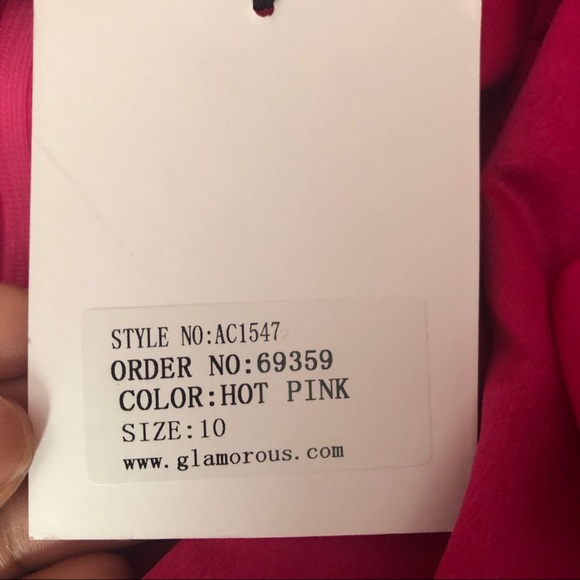 STYLE NO:AC1547
ORDER NO:69359
COLOR:HOT PINK
SIZE:10
www.glamorous.com